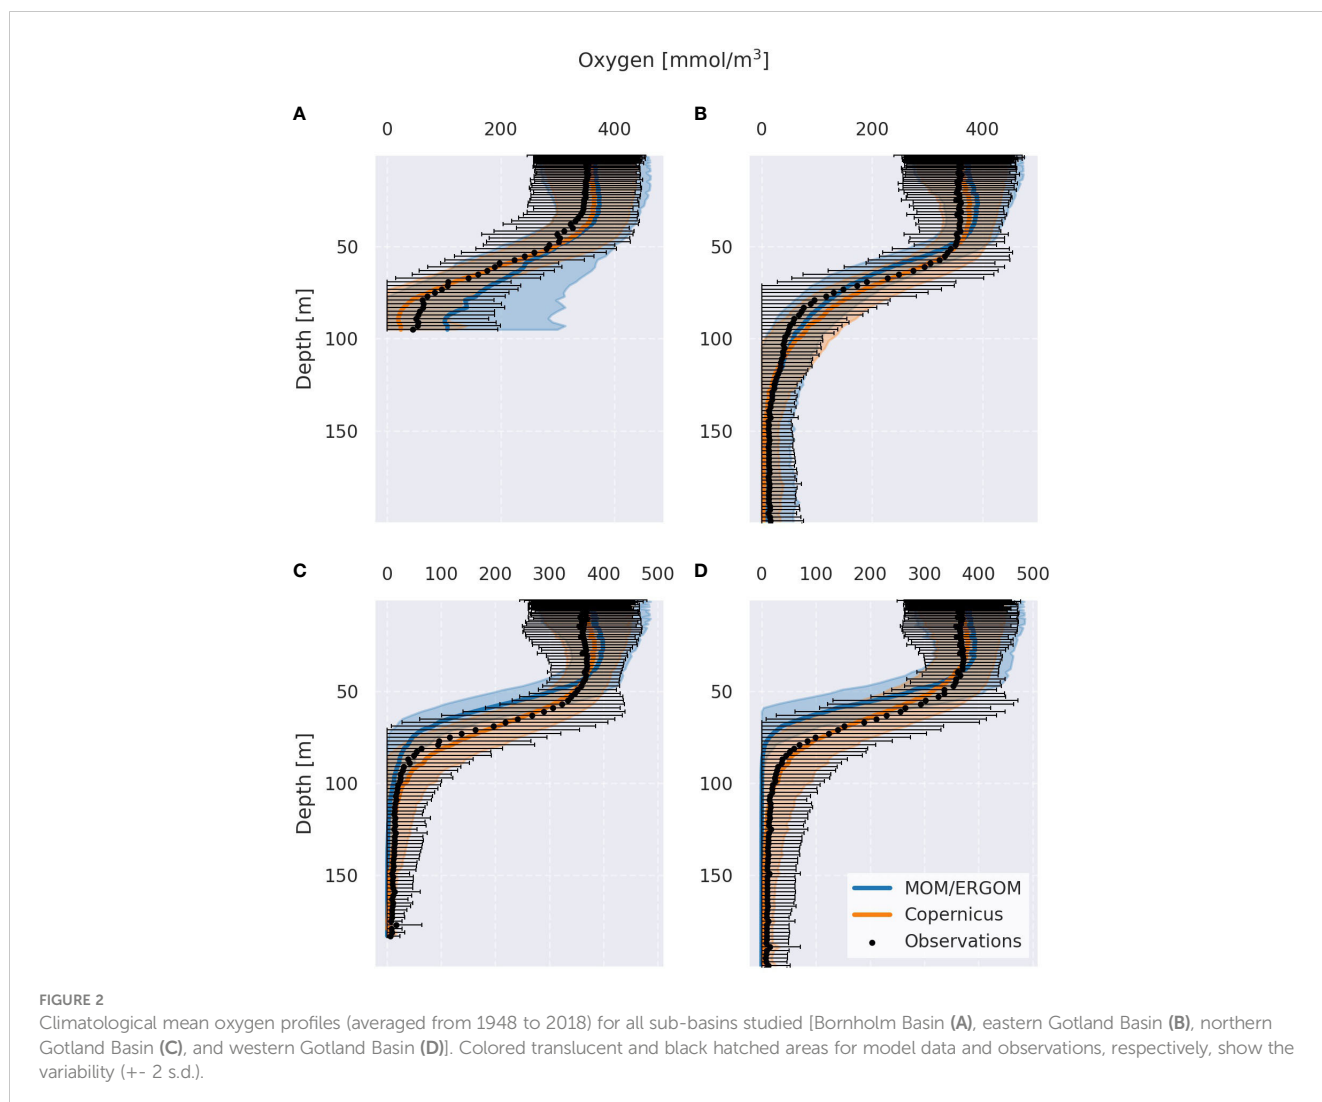 Oxygen [mmol/m³]
A
0 200 400
B
0 200 400
Depth [m]
50
100
150
50
100
150
C
0 100 200 300 400 500
D
0 100 200 300 400 500
Depth [m]
50
100
150
50
100
150
MOM/ERGOM
Copernicus
Observations
FIGURE 2
Climatological mean oxygen profiles (averaged from 1948 to 2018) for all sub-basins studied [Bornholm Basin (A), eastern Gotland Basin (B), northern
Gotland Basin (C), and western Gotland Basin (D)]. Colored translucent and black hatched areas for model data and observations, respectively, show the
variability (+- 2 s.d.).